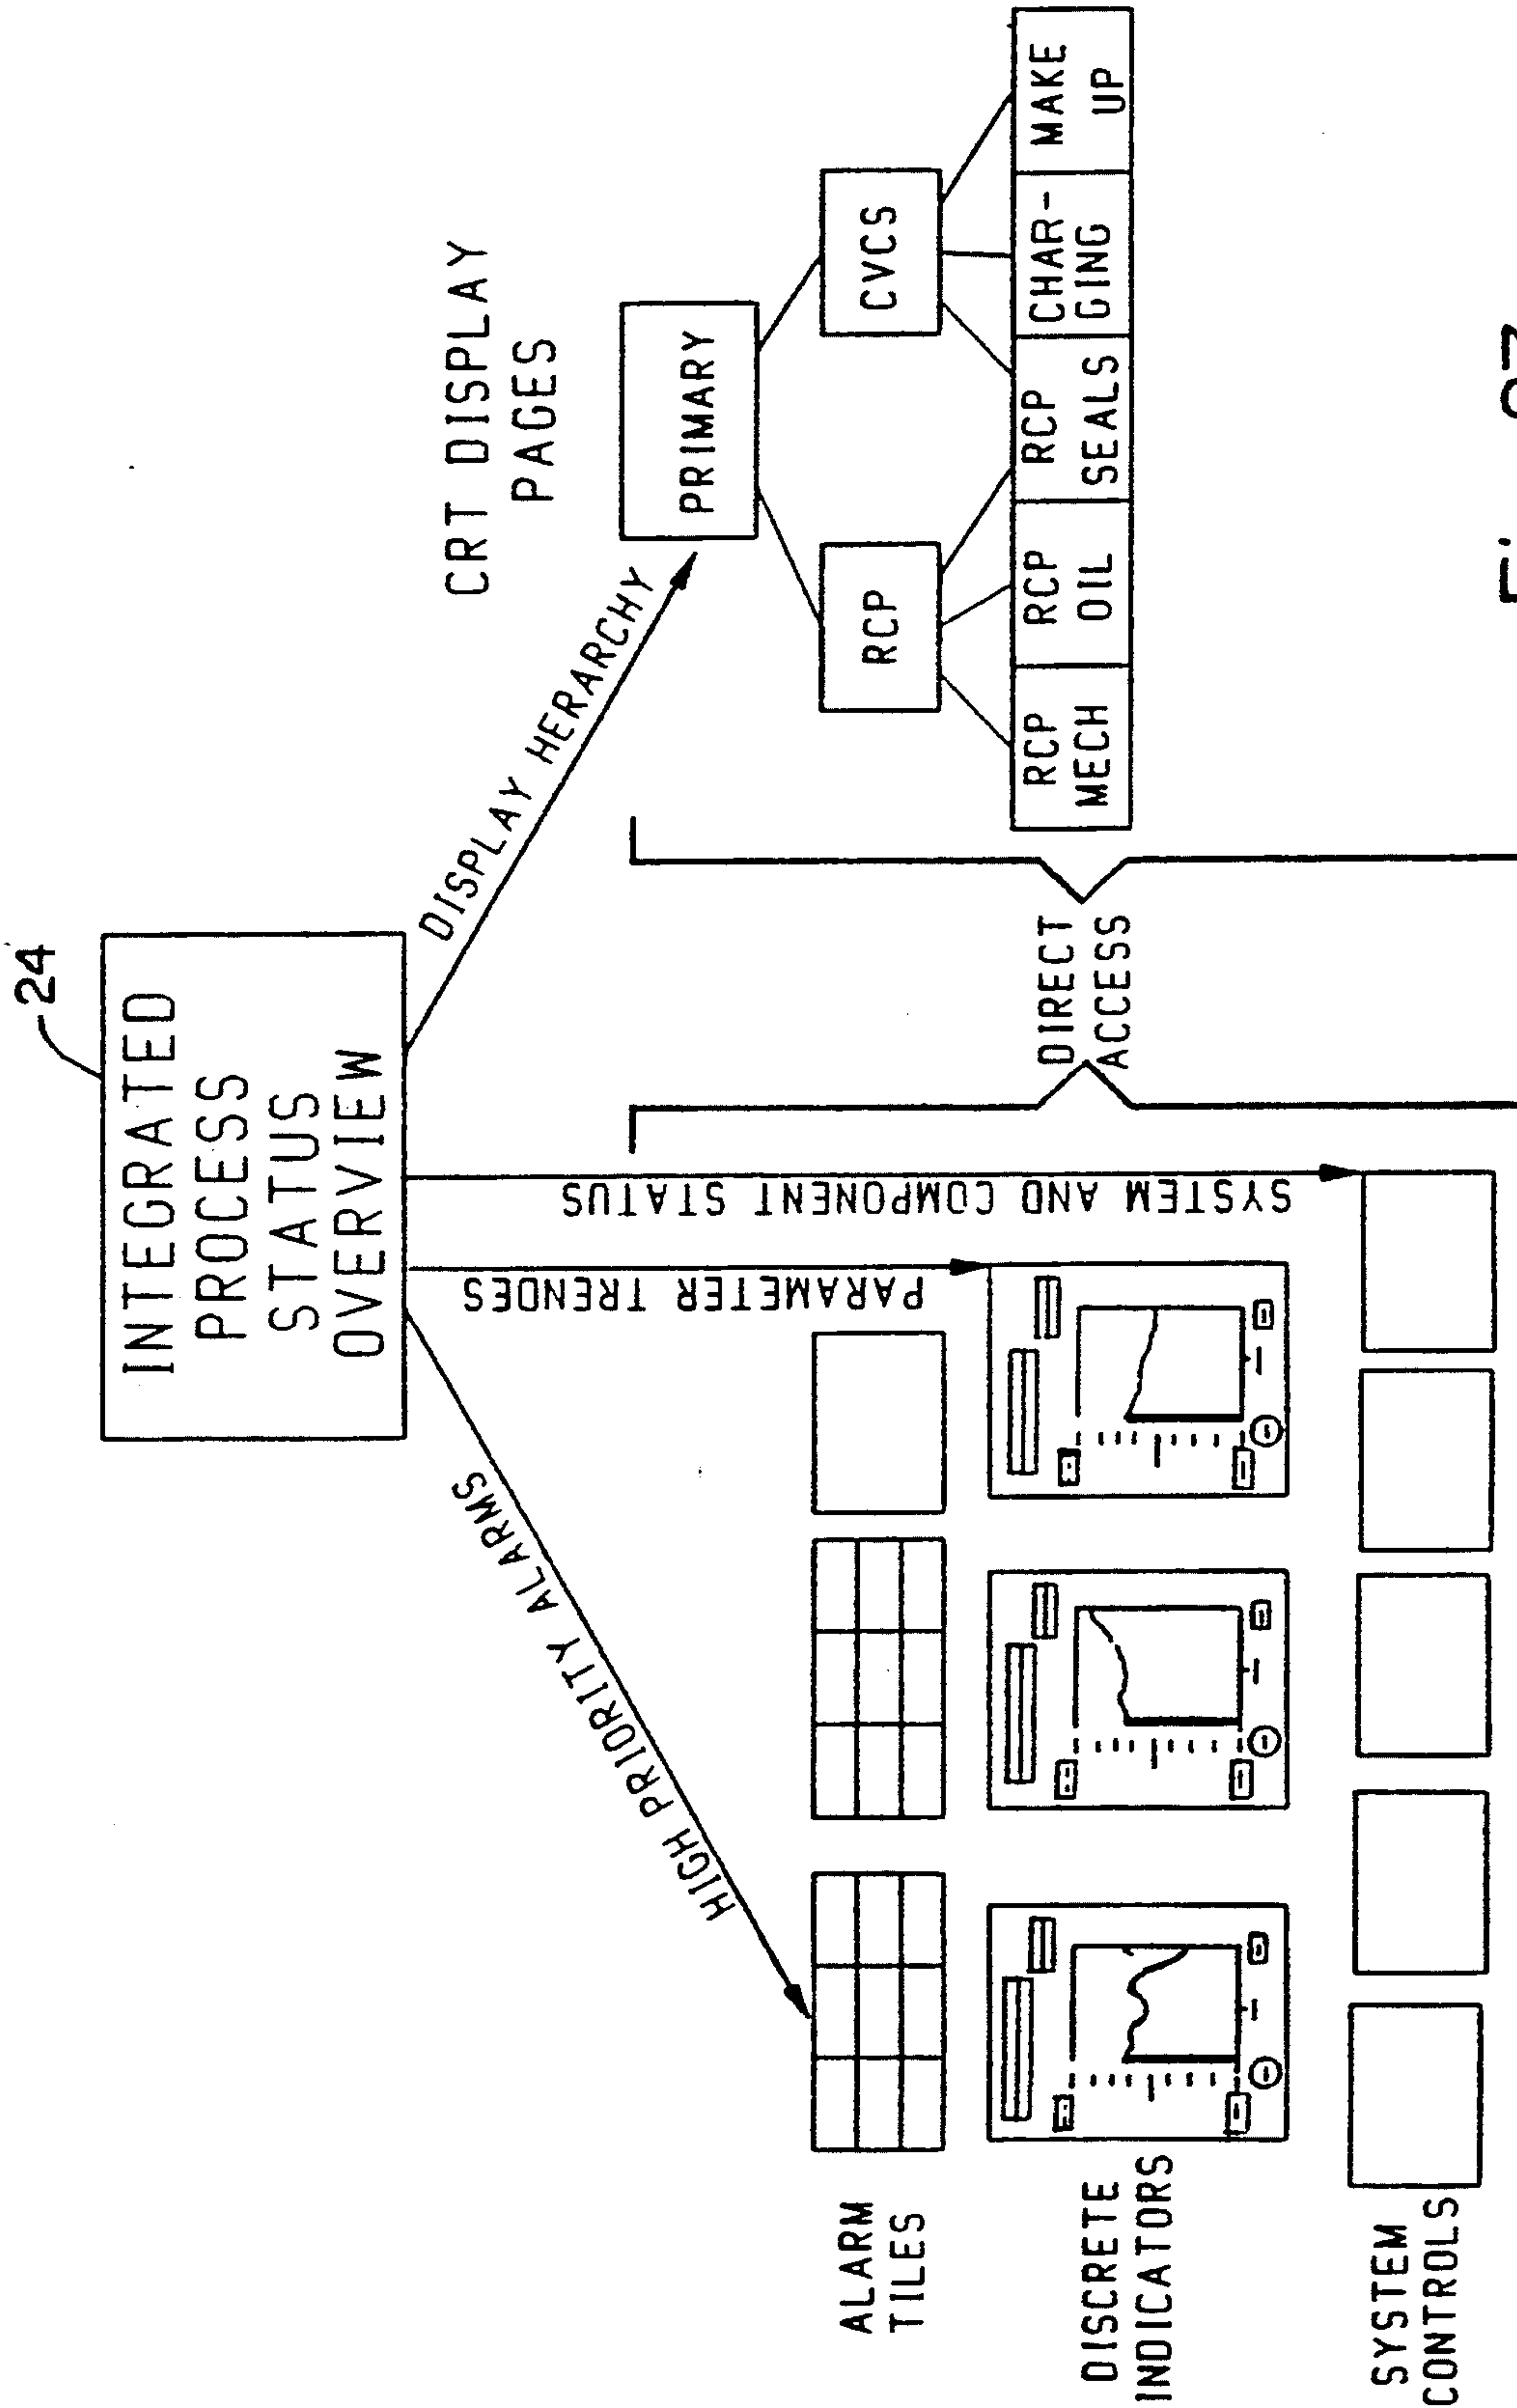 24
INTEGRATED
PROCESS
STATUS
OVERVIEW
HIGH PRIORITY ALARMS
PARAMETER TRENDES
SYSTEM AND COMPONENT STATUS
DISPLAY HERARCHY
CRT DISPLAY
PAGES
PRIMARY
RCP
CVCS
RCP
MECH
RCP
OIL
RCP
SEALS
CHAR-
GING
MAKE
UP
DIRECT
ACCESS
ALARM
TILES
DISCRETE
INDICATORS
SYSTEM
CONTROLS